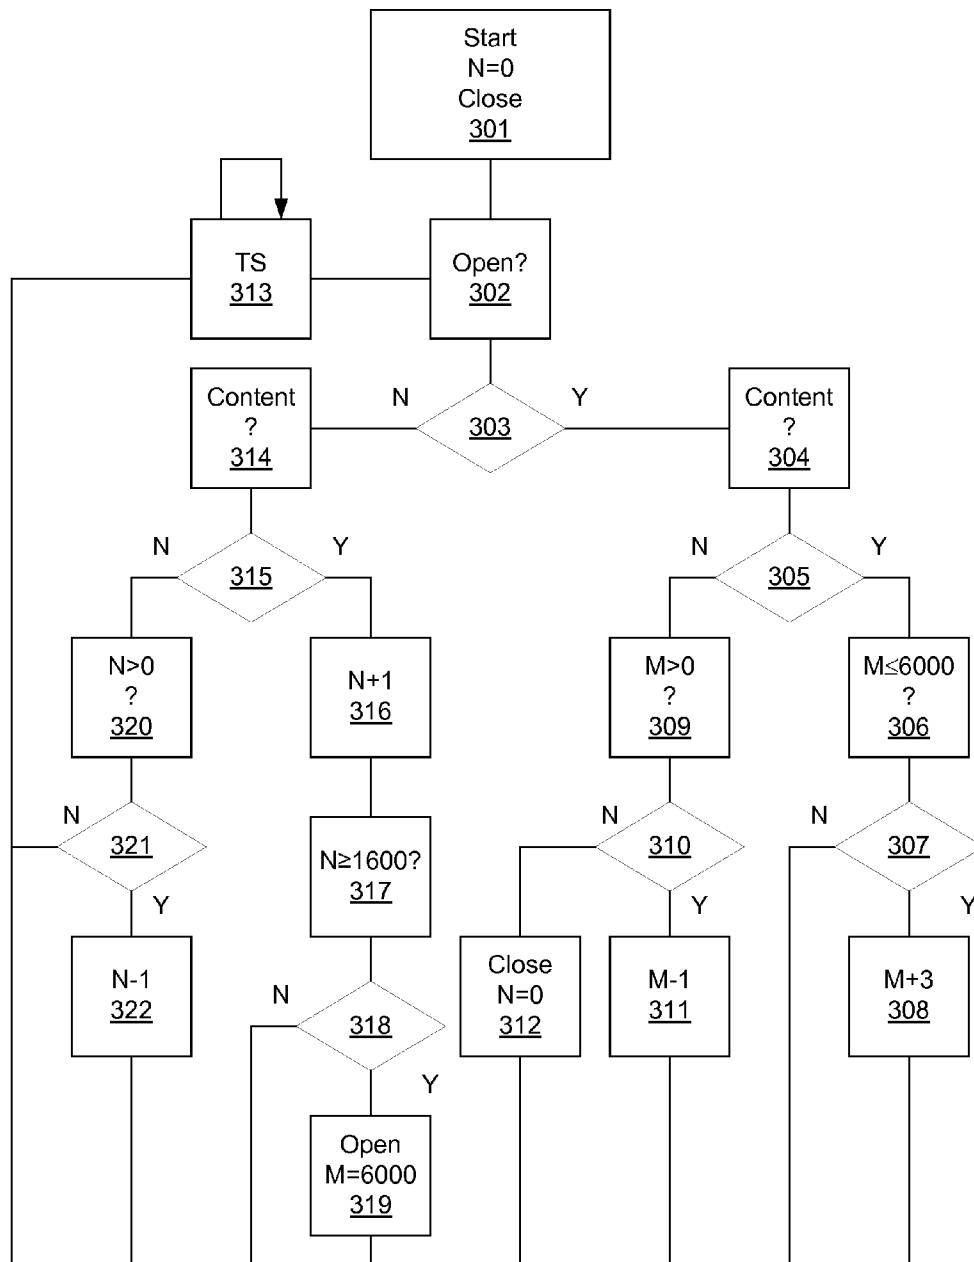 Start
N=0
Close
301
TS
313
Open?
302
Content
?
314
N
303
Y
Content
?
304
N
315
Y
N
305
Y
N>0
?
320
N+1
316
M>0
?
309
M≤6000
?
306
N
321
Y
N≥1600?
317
N
310
Y
N
307
Y
N-1
322
N
318
Y
Close
N=0
312
M-1
311
M+3
308
Open
M=6000
319